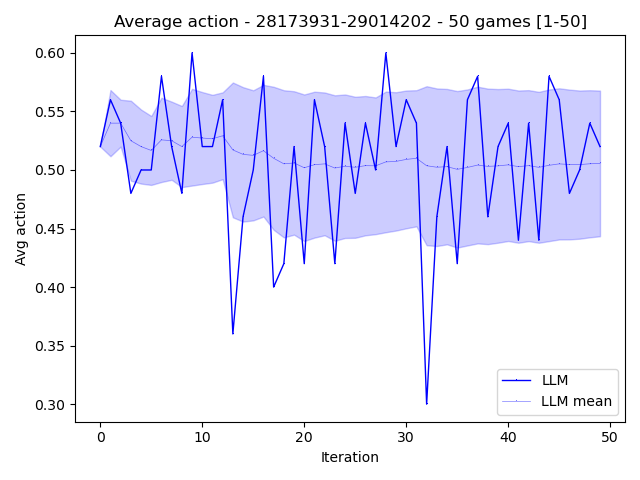 Average action - 28173931-29014202 - 50 games [1-50]
0.60
0.55
0.50
0.45
0.40
0.35
0.30
Avg action
0
10
20
30
40
50
Iteration
LLM
LLM mean